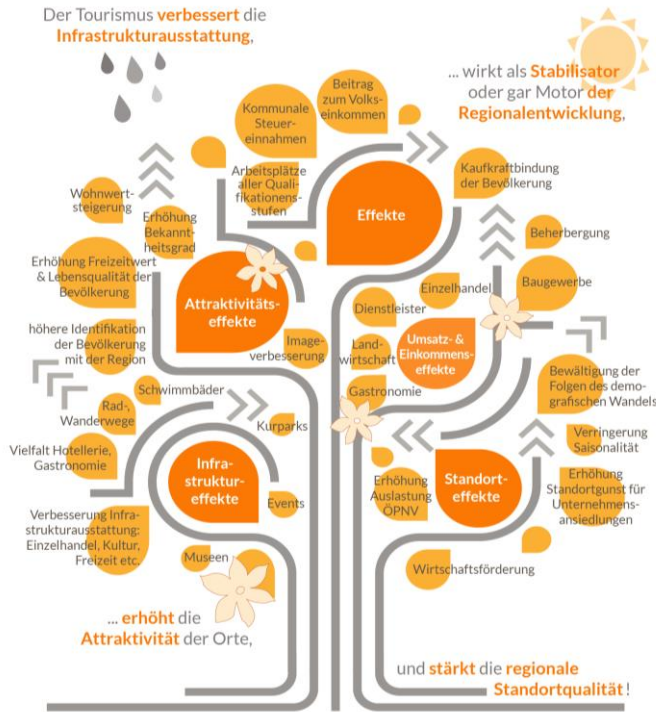 Der Tourismus verbessert die
Infrastrukturausstattung,
... wirkt als Stabilisator
oder gar Motor der
Regionalentwicklung,
Beitrag
zum Volks-
einkommen
Kommunale
Steuer-
einnahmen
Arbeitsplätze
aller Quali-
fikationens-
stufen
Effekte
Kaufkraftbindung
der Bevölkerung
Wohnwert-
steigerung
Erhöhung
Bekannt-
heitsgrad
Erhöhung Freizeitwert
& Lebensqualität der
Bevölkerung
Attraktivitäts-
effekte
höhere Identifikation
der Bevölkerung
mit der Region
Image-
verbesserung
Beherbergung
Baugewerbe
Einzelhandel
Dienstleister
Land-
wirtschaft
Umsatz- &
Einkommens-
effekte
Gastronomie
Bewältigung der
Folgen des demo-
grafischen Wandels
Schwimmbäder
Rad-,
Wanderwege
Kurparks
Vielfalt Hotellerie,
Gastronomie
Infra-
struktur-
effekte
Events
Verbesserung Infra-
strukturausstattung:
Einzelhandel, Kultur,
Freizeit etc.
Museen
Verringerung
Saisonalität
Erhöhung
Auslastung
ÖPNV
Standort-
effekte
Erhöhung
Standortgunst für
Unternehmens-
ansiedlungen
Wirtschaftsförderung
... erhöht die
Attraktivität der Orte,
und stärkt die regionale
Standortqualität!